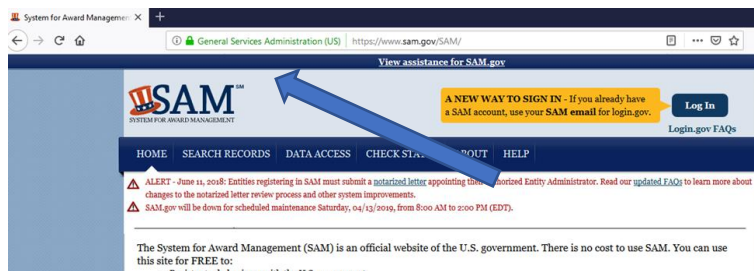 System for Award Managemen
General Services Administration (US) https://www.sam.gov/SAM/
View assistance for SAM.gov
SAM SM
SYSTEM FOR AWARD MANAGEMENT
A NEW WAY TO SIGN IN - If you already have
a SAM account, use your SAM email for login.gov.
Log In
Login.gov FAQs
HOME SEARCH RECORDS DATA ACCESS CHECK STA OUT HELP
ALERT - June 11, 2018: Entities registering in SAM must submit a notarized letter appointing their Authorized Entity Administrator. Read our updated FAQs to learn more about
changes to the notarized letter review process and other system improvements.
SAM.gov will be down for scheduled maintenance Saturday, 04/13/2019, from 8:00 AM to 2:00 PM (EDT).
The System for Award Management (SAM) is an official website of the U.S. government. There is no cost to use SAM. You can use
this site for FREE to: